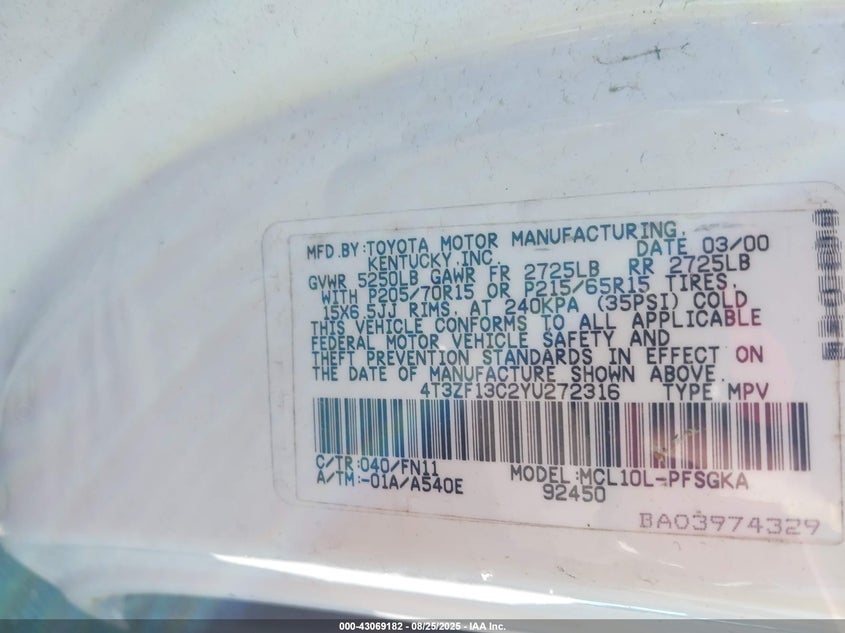 MFD.BY:TOYOTA MOTOR MANUFACTURING,
KENTUCKY,INC. DATE 03/00
GVWR 5250LB GAWR FR 2725LB RR 2725LB
WITH P205/70R15 OR P215/65R15 TIRES,
15X6.5JJ RIMS, AT 240KPA (35PSI) COLD
THIS VEHICLE CONFORMS TO ALL APPLICABLE
FEDERAL MOTOR VEHICLE SAFETY AND
THEFT PREVENTION STANDARDS IN EFFECT ON
THE DATE OF MANUFACTURE SHOWN ABOVE.
4T3ZF13C2YU272316 TYPE MPV
C/TR:040/FN11 MODEL:MCL10L-PFSGKA
A/TM:-01A/A540E 92450
BA03974329
000-43069182 - 08/25/2025 - IAA Inc.